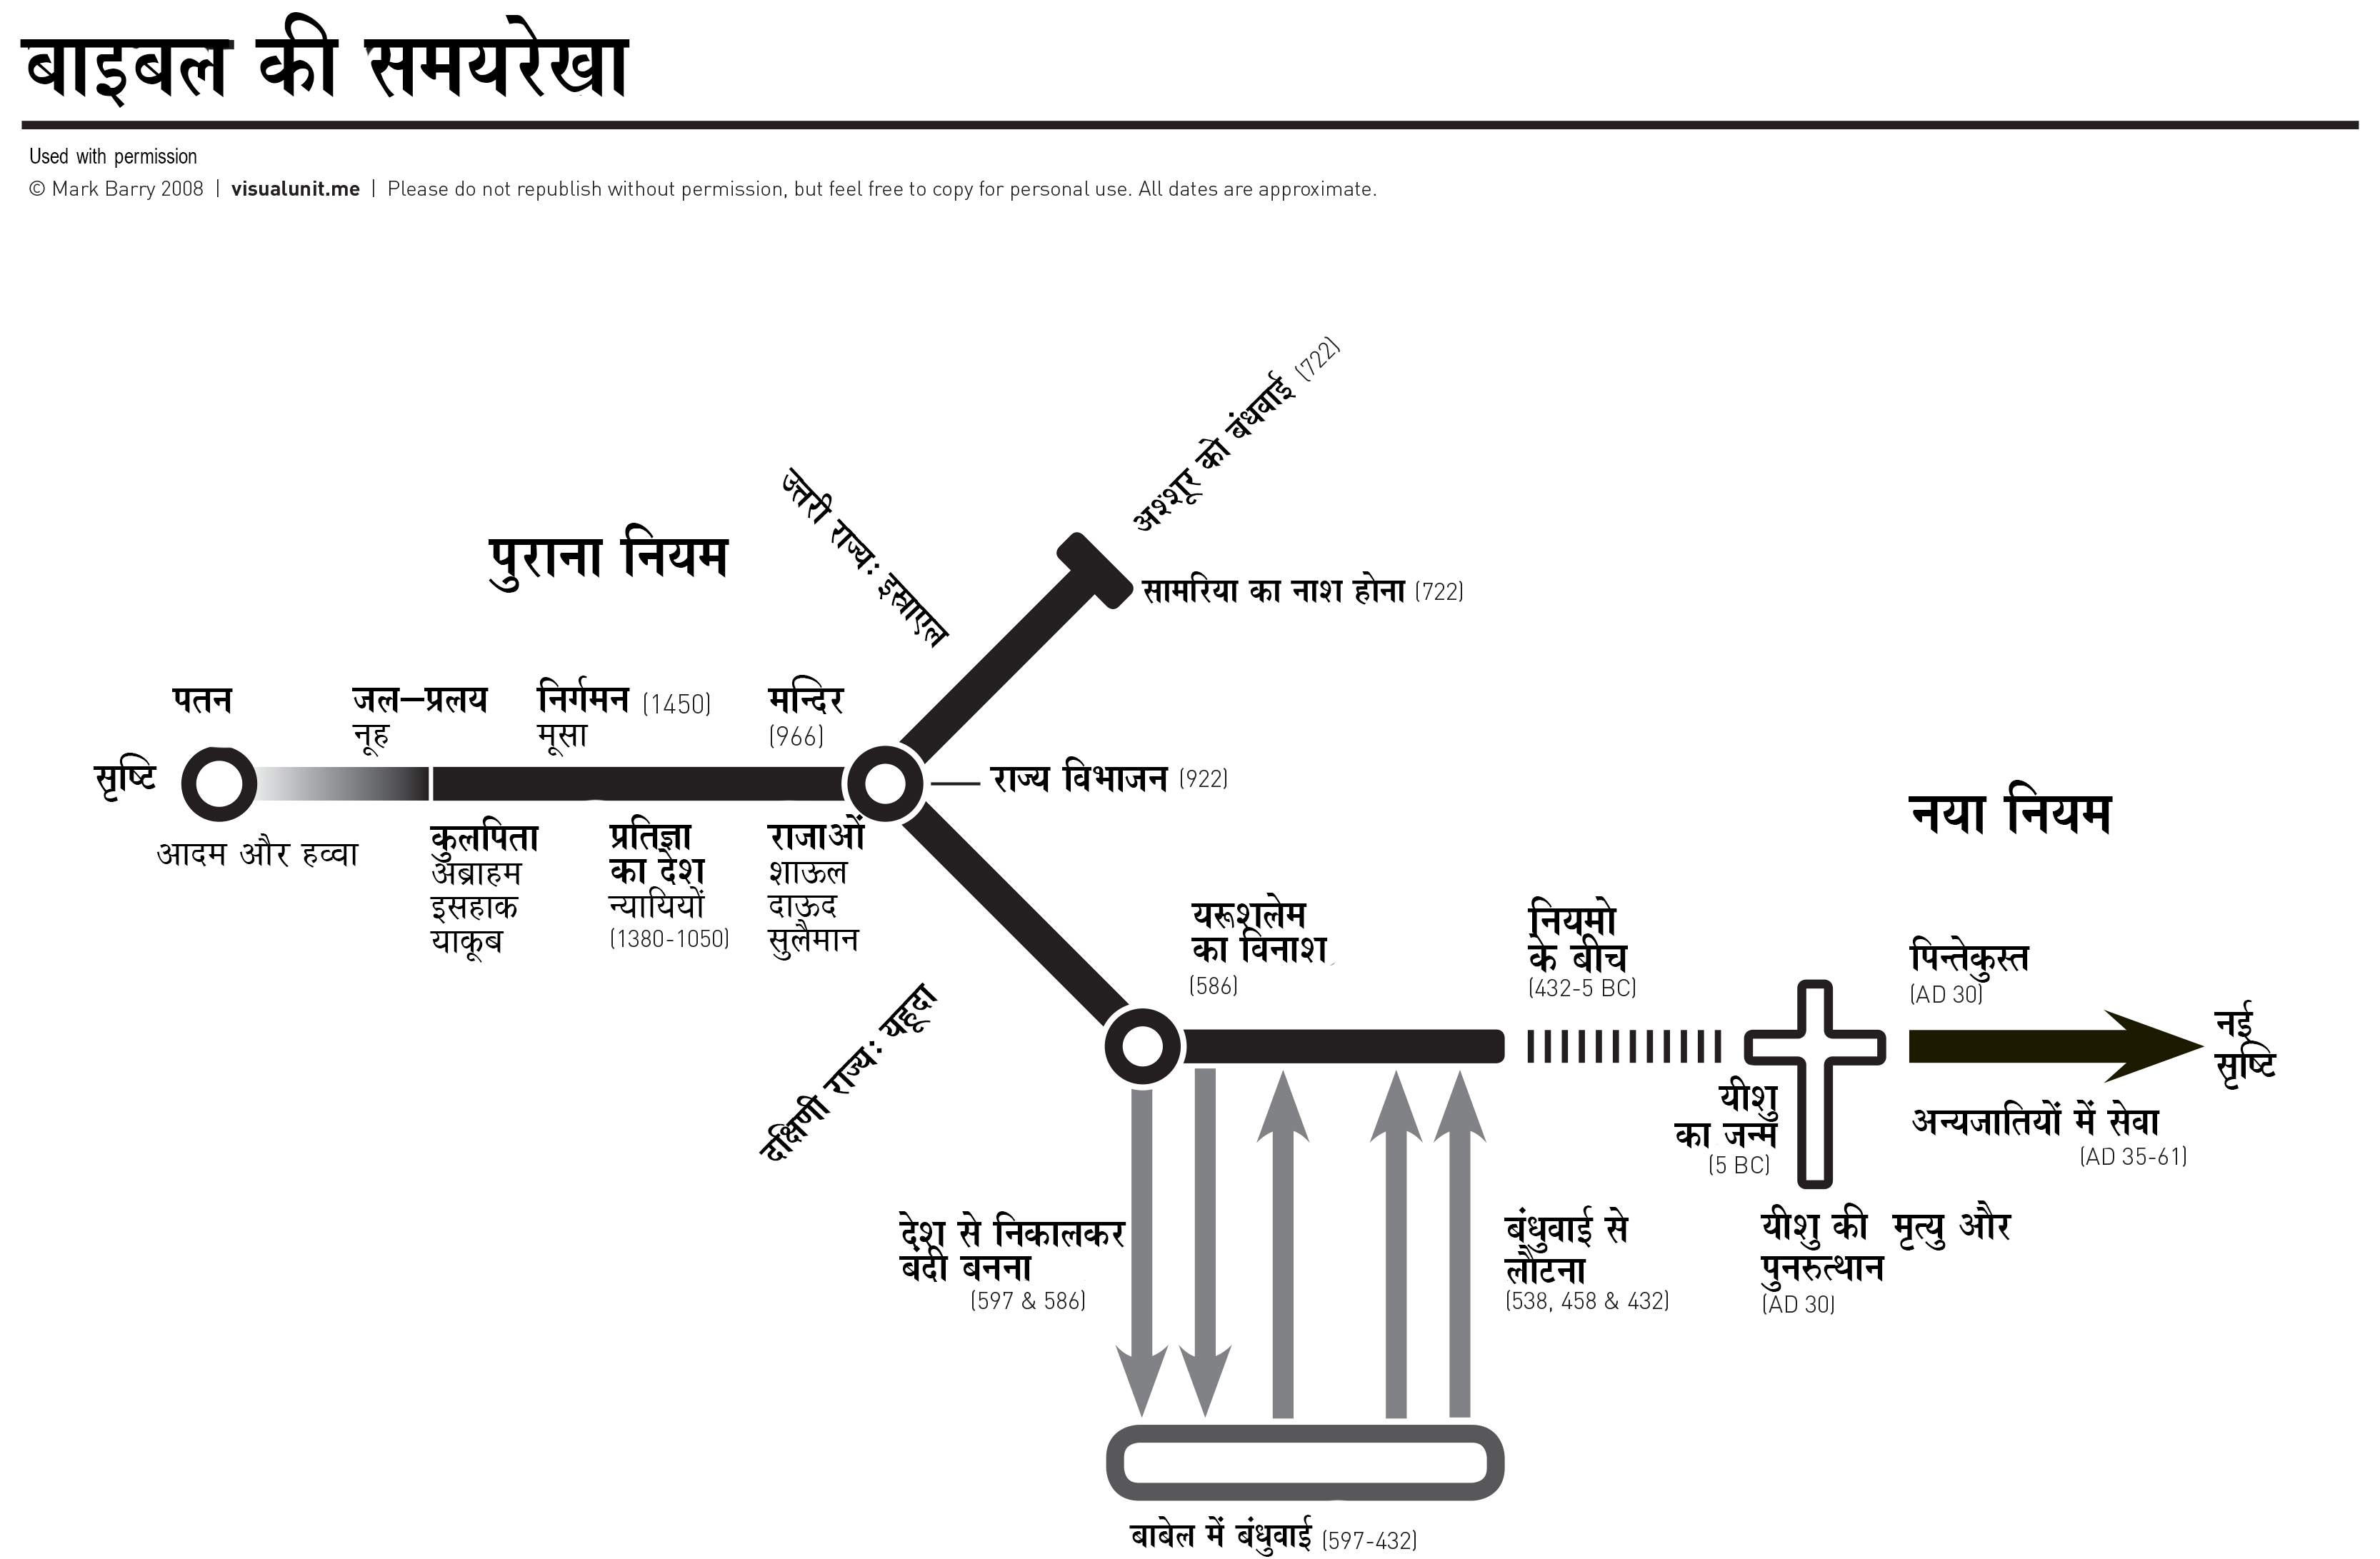 बाइबल की समयरेखा
Used with permission
© Mark Barry 2008 | visualunit.me | Please do not republish without permission, but feel free to copy for personal use. All dates are approximate.
पुराना नियम
उत्तरी राज्य: इस्राएल
अश्शूर को बंधवाई (722)
सामरिया का नाश होना (722)
पतन
जल–प्रलय
नूह
निर्गमन (1450)
मूसा
मन्दिर
(966)
सृष्टि
राज्य विभाजन (922)
आदम और हव्वा
कुलपिता
अब्राहम
इसहाक
याकूब
प्रतिज्ञा
का देश
न्यायियों
(1380-1050)
राजाओं
शाऊल
दाऊद
सुलैमान
दक्षिणी राज्य: यहूदा
यरूशलेम
का विनाश
(586)
नियमो
के बीच
(432-5 BC)
नया नियम
पिन्तेकुस्त
(AD 30)
नई
सृष्टि
यीशु
का जन्म
(5 BC)
अन्यजातियों में सेवा
(AD 35-61)
देश से निकालकर
बंदी बनना
(597 & 586)
बंधुवाई से
लौटना
(538, 458 & 432)
यीशु की मृत्यु और
पुनरुत्थान
(AD 30)
बाबेल में बंधुवाई (597-432)